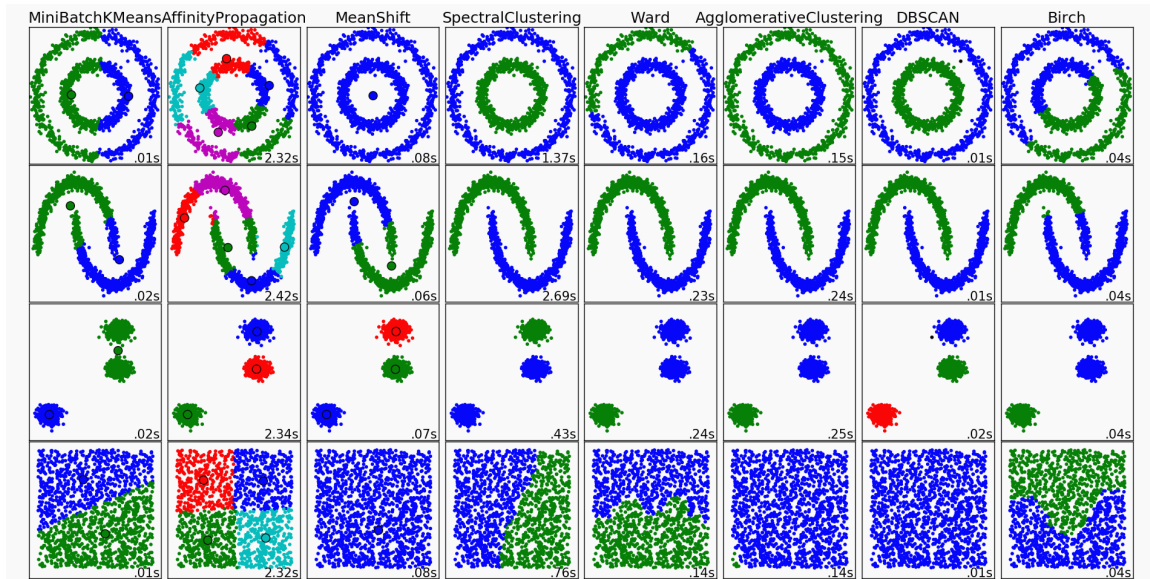 MiniBatchKMeans AffinityPropagation MeanShift SpectralClustering Ward AgglomerativeClustering DBSCAN Birch
.01s 2.32s .08s 1.37s .16s .15s .01s .04s
.02s 2.42s .06s 2.69s .23s .24s .01s .04s
.02s 2.34s .07s .43s .24s .25s .02s .04s
.01s 2.32s .08s .76s .14s .14s .01s .04s